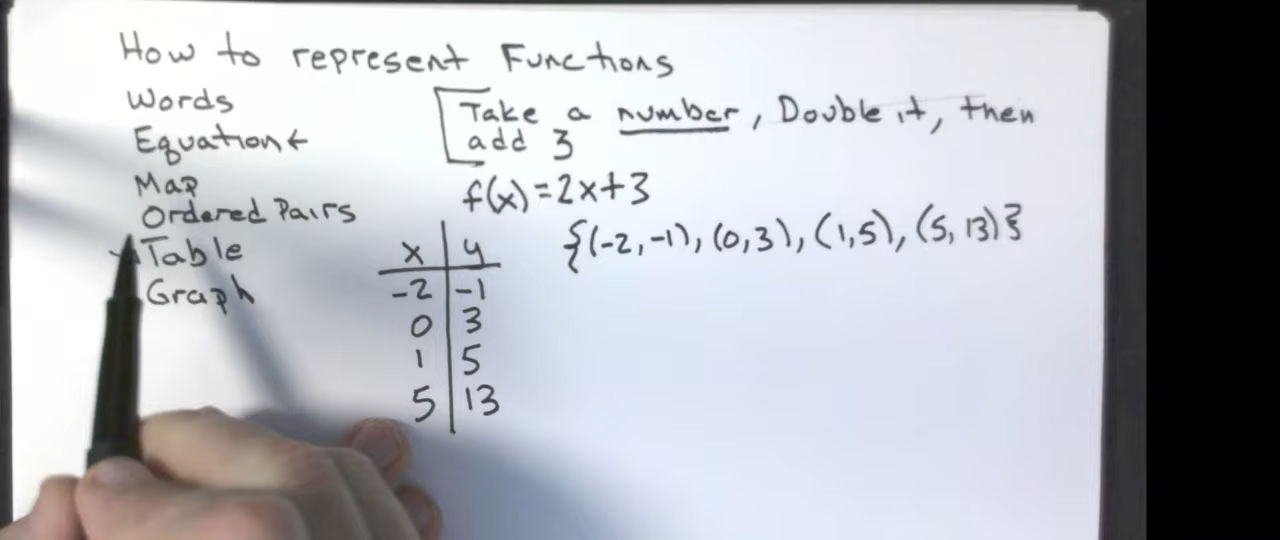 How to represent Functions
Words
Take a number, Double it, then
add 3
Equation←
f(x)=2x+3
Map
Ordered Pairs
{(-2,-1), (0,3), (1,5), (5,13)}
Table
x y
-2 -1
0 3
1 5
5 13
Graph